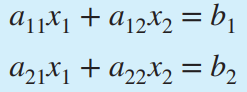 a₁₁x₁ + a₁₂x₂ = b₁
a₂₁x₁ + a₂₂x₂ = b₂